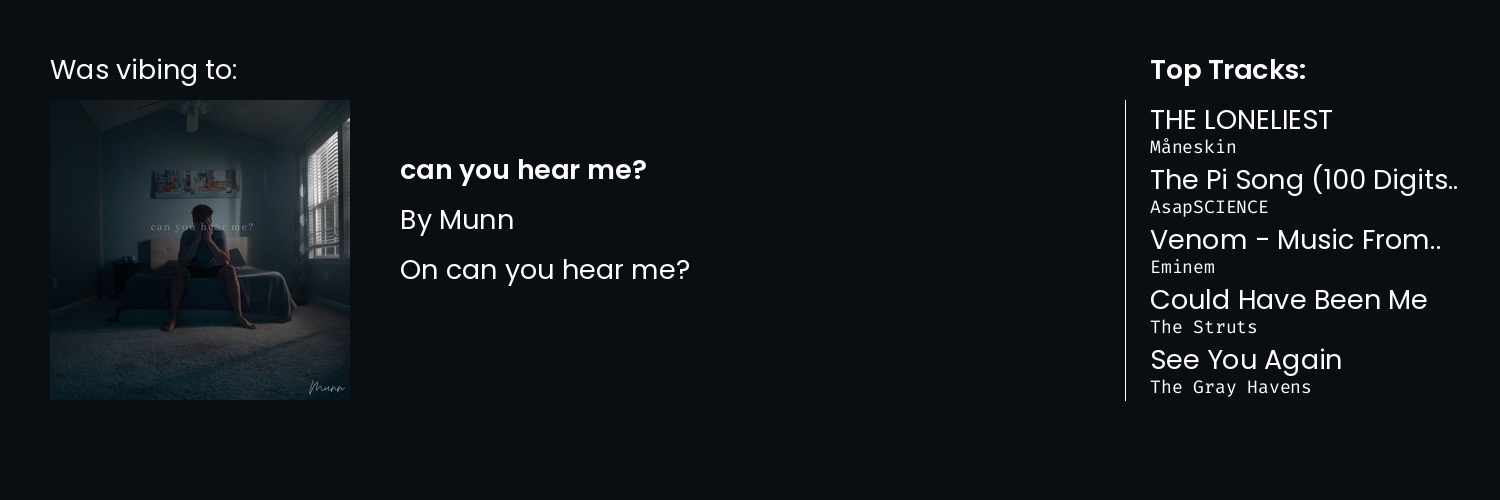 Was vibing to:
can you hear me?
Munn
can you hear me?
By Munn
On can you hear me?
Top Tracks:
THE LONELIEST
Måneskin
The Pi Song (100 Digits..
AsapSCIENCE
Venom - Music From..
Eminem
Could Have Been Me
The Struts
See You Again
The Gray Havens